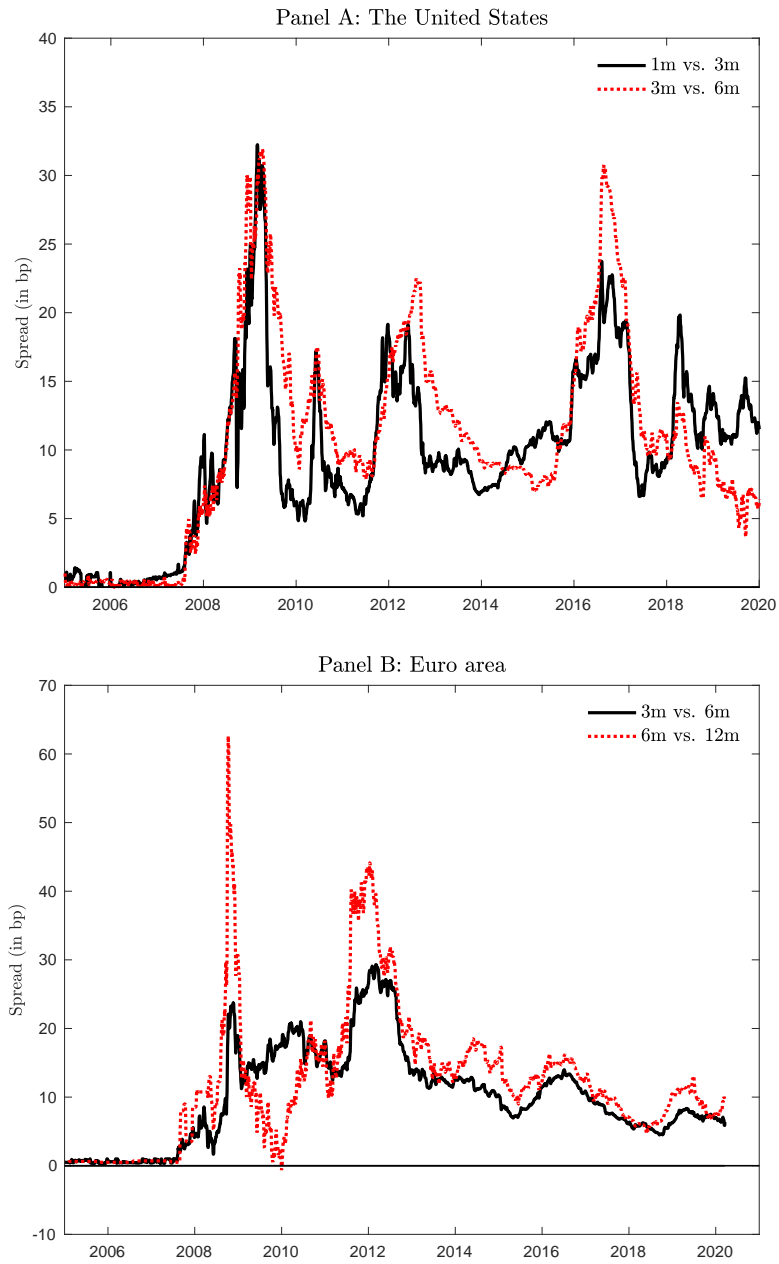 Panel A: The United States
40
35
30
25
20
15
10
5
0
Spread (in bp)
1m vs. 3m
3m vs. 6m
2006 2008 2010 2012 2014 2016 2018 2020
Panel B: Euro area
70
60
50
40
30
20
10
0
-10
Spread (in bp)
3m vs. 6m
6m vs. 12m
2006 2008 2010 2012 2014 2016 2018 2020